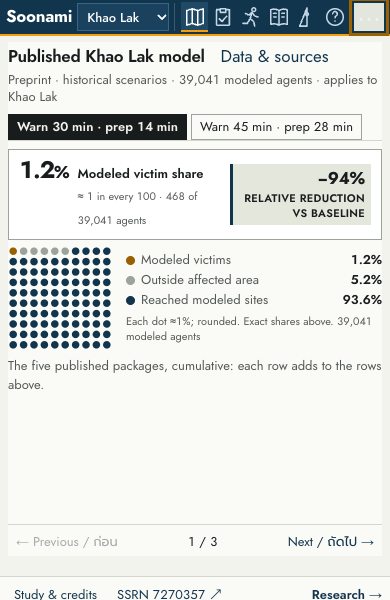 Soonami Khao Lak
Published Khao Lak model Data & sources
Preprint · historical scenarios · 39,041 modeled agents · applies to
Khao Lak
Warn 30 min · prep 14 min Warn 45 min · prep 28 min
1.2% Modeled victim share
≈ 1 in every 100 · 468 of
39,041 agents
−94%
RELATIVE REDUCTION
VS BASELINE
Modeled victims 1.2%
Outside affected area 5.2%
Reached modeled sites 93.6%
Each dot ≈1%; rounded. Exact shares above. 39,041
modeled agents
The five published packages, cumulative: each row adds to the rows
above.
← Previous / ก่อน 1 / 3 Next / ถัดไป →
Study & credits SSRN 7270357 ↗ Research →